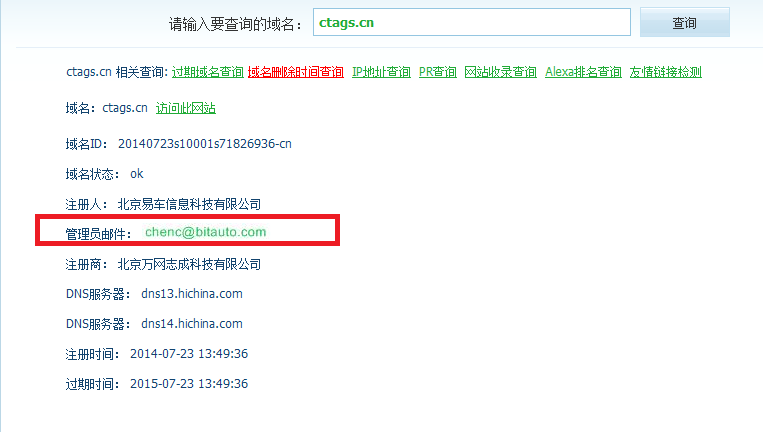 请输入要查询的域名： ctags.cn 查询
ctags.cn 相关查询: 过期域名查询 域名删除时间查询 IP地址查询 PR查询 网站收录查询 Alexa排名查询 友情链接检测
域名： ctags.cn 访问此网站
域名ID： 20140723s10001s71826936-cn
域名状态： ok
注册人： 北京易车信息科技有限公司
管理员邮件： chenc@bitauto.com
注册商： 北京万网志成科技有限公司
DNS服务器： dns13.hichina.com
DNS服务器： dns14.hichina.com
注册时间： 2014-07-23 13:49:36
过期时间： 2015-07-23 13:49:36